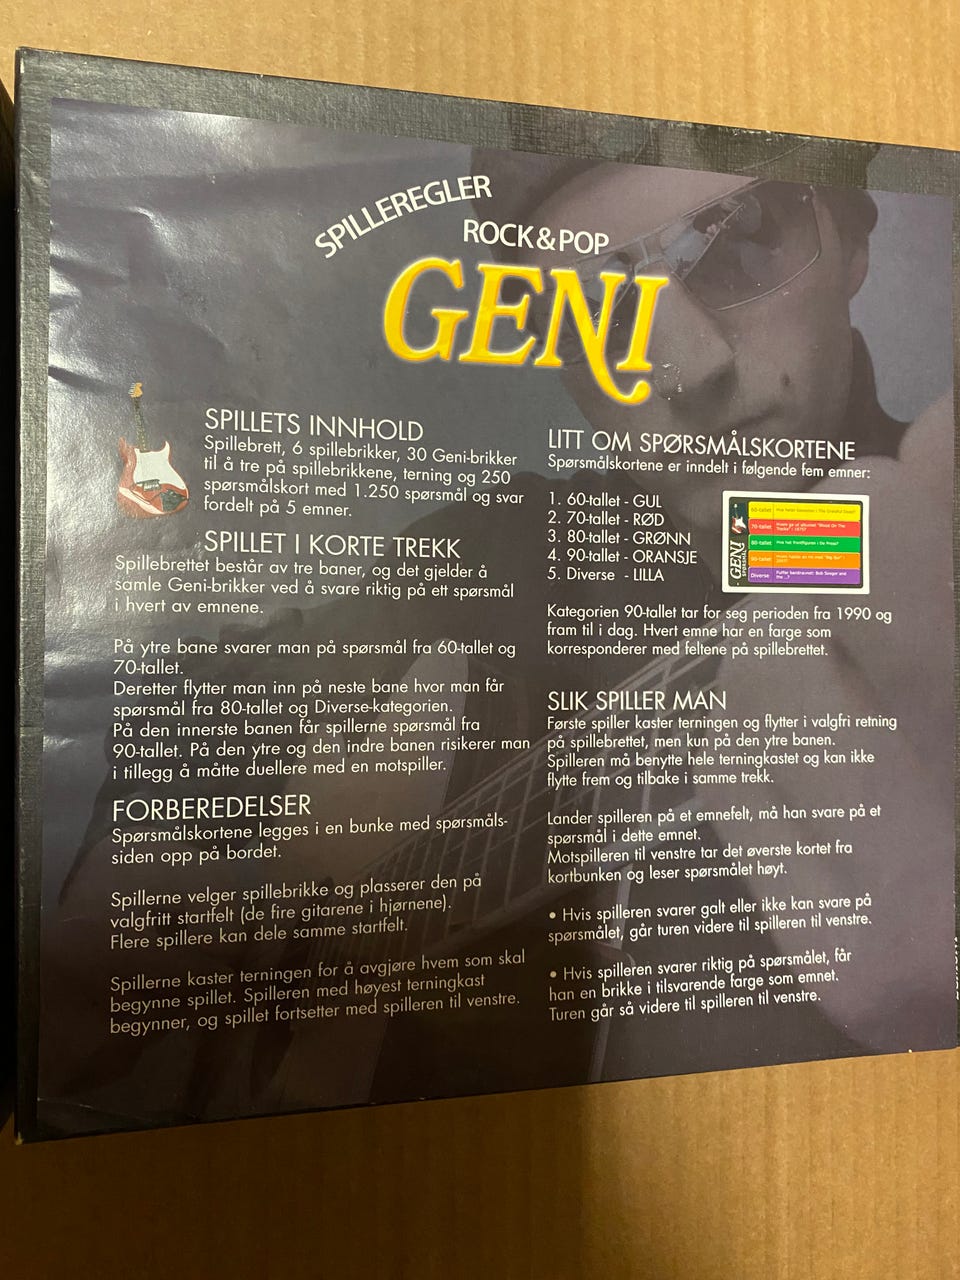 SPILLEREGLER
ROCK & POP
GENI
SPILLETS INNHOLD
Spillebrett, 6 spillebrikker, 30 Geni-brikker
til å tre på spillebrikkene, terning og 250
spørsmålskort med 1.250 spørsmål og svar
fordelt på 5 emner.
SPILLET I KORTE TREKK
Spillebrettet består av tre baner, og det gjelder å
samle Geni-brikker ved å svare riktig på ett spørsmål
i hvert av emnene.
På ytre bane svarer man på spørsmål fra 60-tallet og
70-tallet.
Deretter flytter man inn på neste bane hvor man får
spørsmål fra 80-tallet og Diverse-kategorien.
På den innerste banen får spillerne spørsmål fra
90-tallet. På den ytre og den indre banen risikerer man
i tillegg å måtte duellere med en motspiller.
FORBEREDELSER
Spørsmålskortene legges i en bunke med spørsmåls-
siden opp på bordet.
Spillerne velger spillebrikke og plasserer den på
valgfritt startfelt (de fire gitarene i hjørnene).
Flere spillere kan dele samme startfelt.
Spillerne kaster terningen for å avgjøre hvem som skal
begynne spillet. Spilleren med høyest terningkast
begynner, og spillet fortsetter med spilleren til venstre.
LITT OM SPØRSMÅLSKORTENE
Spørsmålskortene er inndelt i følgende fem emner:
1. 60-tallet - GUL
2. 70-tallet - RØD
3. 80-tallet - GRØNN
4. 90-tallet - ORANSJE
5. Diverse - LILLA
GENI
60-tallet
70-tallet
80-tallet
90-tallet
Diverse
Kategorien 90-tallet tar for seg perioden fra 1990 og
fram til i dag. Hvert emne har en farge som
korresponderer med feltene på spillebrettet.
SLIK SPILLER MAN
Første spiller kaster terningen og flytter i valgfri retning
på spillebrettet, men kun på den ytre banen.
Spilleren må benytte hele terningkastet og kan ikke
flytte frem og tilbake i samme trekk.
Lander spilleren på et emnefelt, må han svare på et
spørsmål i dette emnet.
Motspilleren til venstre tar det øverste kortet fra
kortbunken og leser spørsmålet høyt.
• Hvis spilleren svarer galt eller ikke kan svare på
spørsmålet, går turen videre til spilleren til venstre.
• Hvis spilleren svarer riktig på spørsmålet, får
han en brikke i tilsvarende farge som emnet.
Turen går så videre til spilleren til venstre.